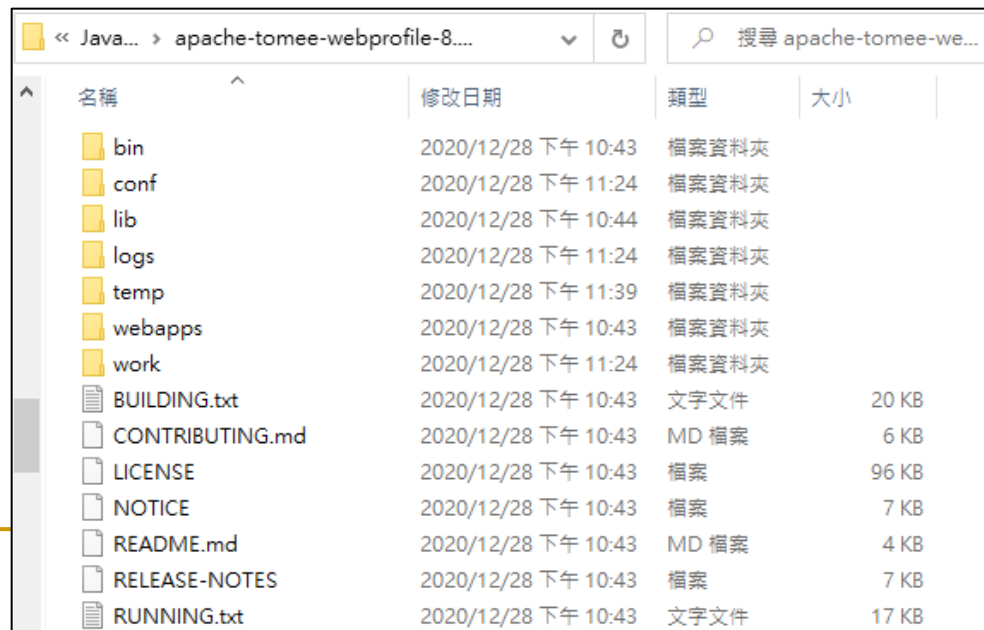 « Java... › apache-tomee-webprofile-8.... 搜尋 apache-tomee-we...
名稱 修改日期 類型 大小
bin 2020/12/28 下午 10:43 檔案資料夾
conf 2020/12/28 下午 11:24 檔案資料夾
lib 2020/12/28 下午 10:44 檔案資料夾
logs 2020/12/28 下午 11:24 檔案資料夾
temp 2020/12/28 下午 11:39 檔案資料夾
webapps 2020/12/28 下午 10:43 檔案資料夾
work 2020/12/28 下午 11:24 檔案資料夾
BUILDING.txt 2020/12/28 下午 10:43 文字文件 20 KB
CONTRIBUTING.md 2020/12/28 下午 10:43 MD 檔案 6 KB
LICENSE 2020/12/28 下午 10:43 檔案 96 KB
NOTICE 2020/12/28 下午 10:43 檔案 7 KB
README.md 2020/12/28 下午 10:43 MD 檔案 4 KB
RELEASE-NOTES 2020/12/28 下午 10:43 檔案 7 KB
RUNNING.txt 2020/12/28 下午 10:43 文字文件 17 KB